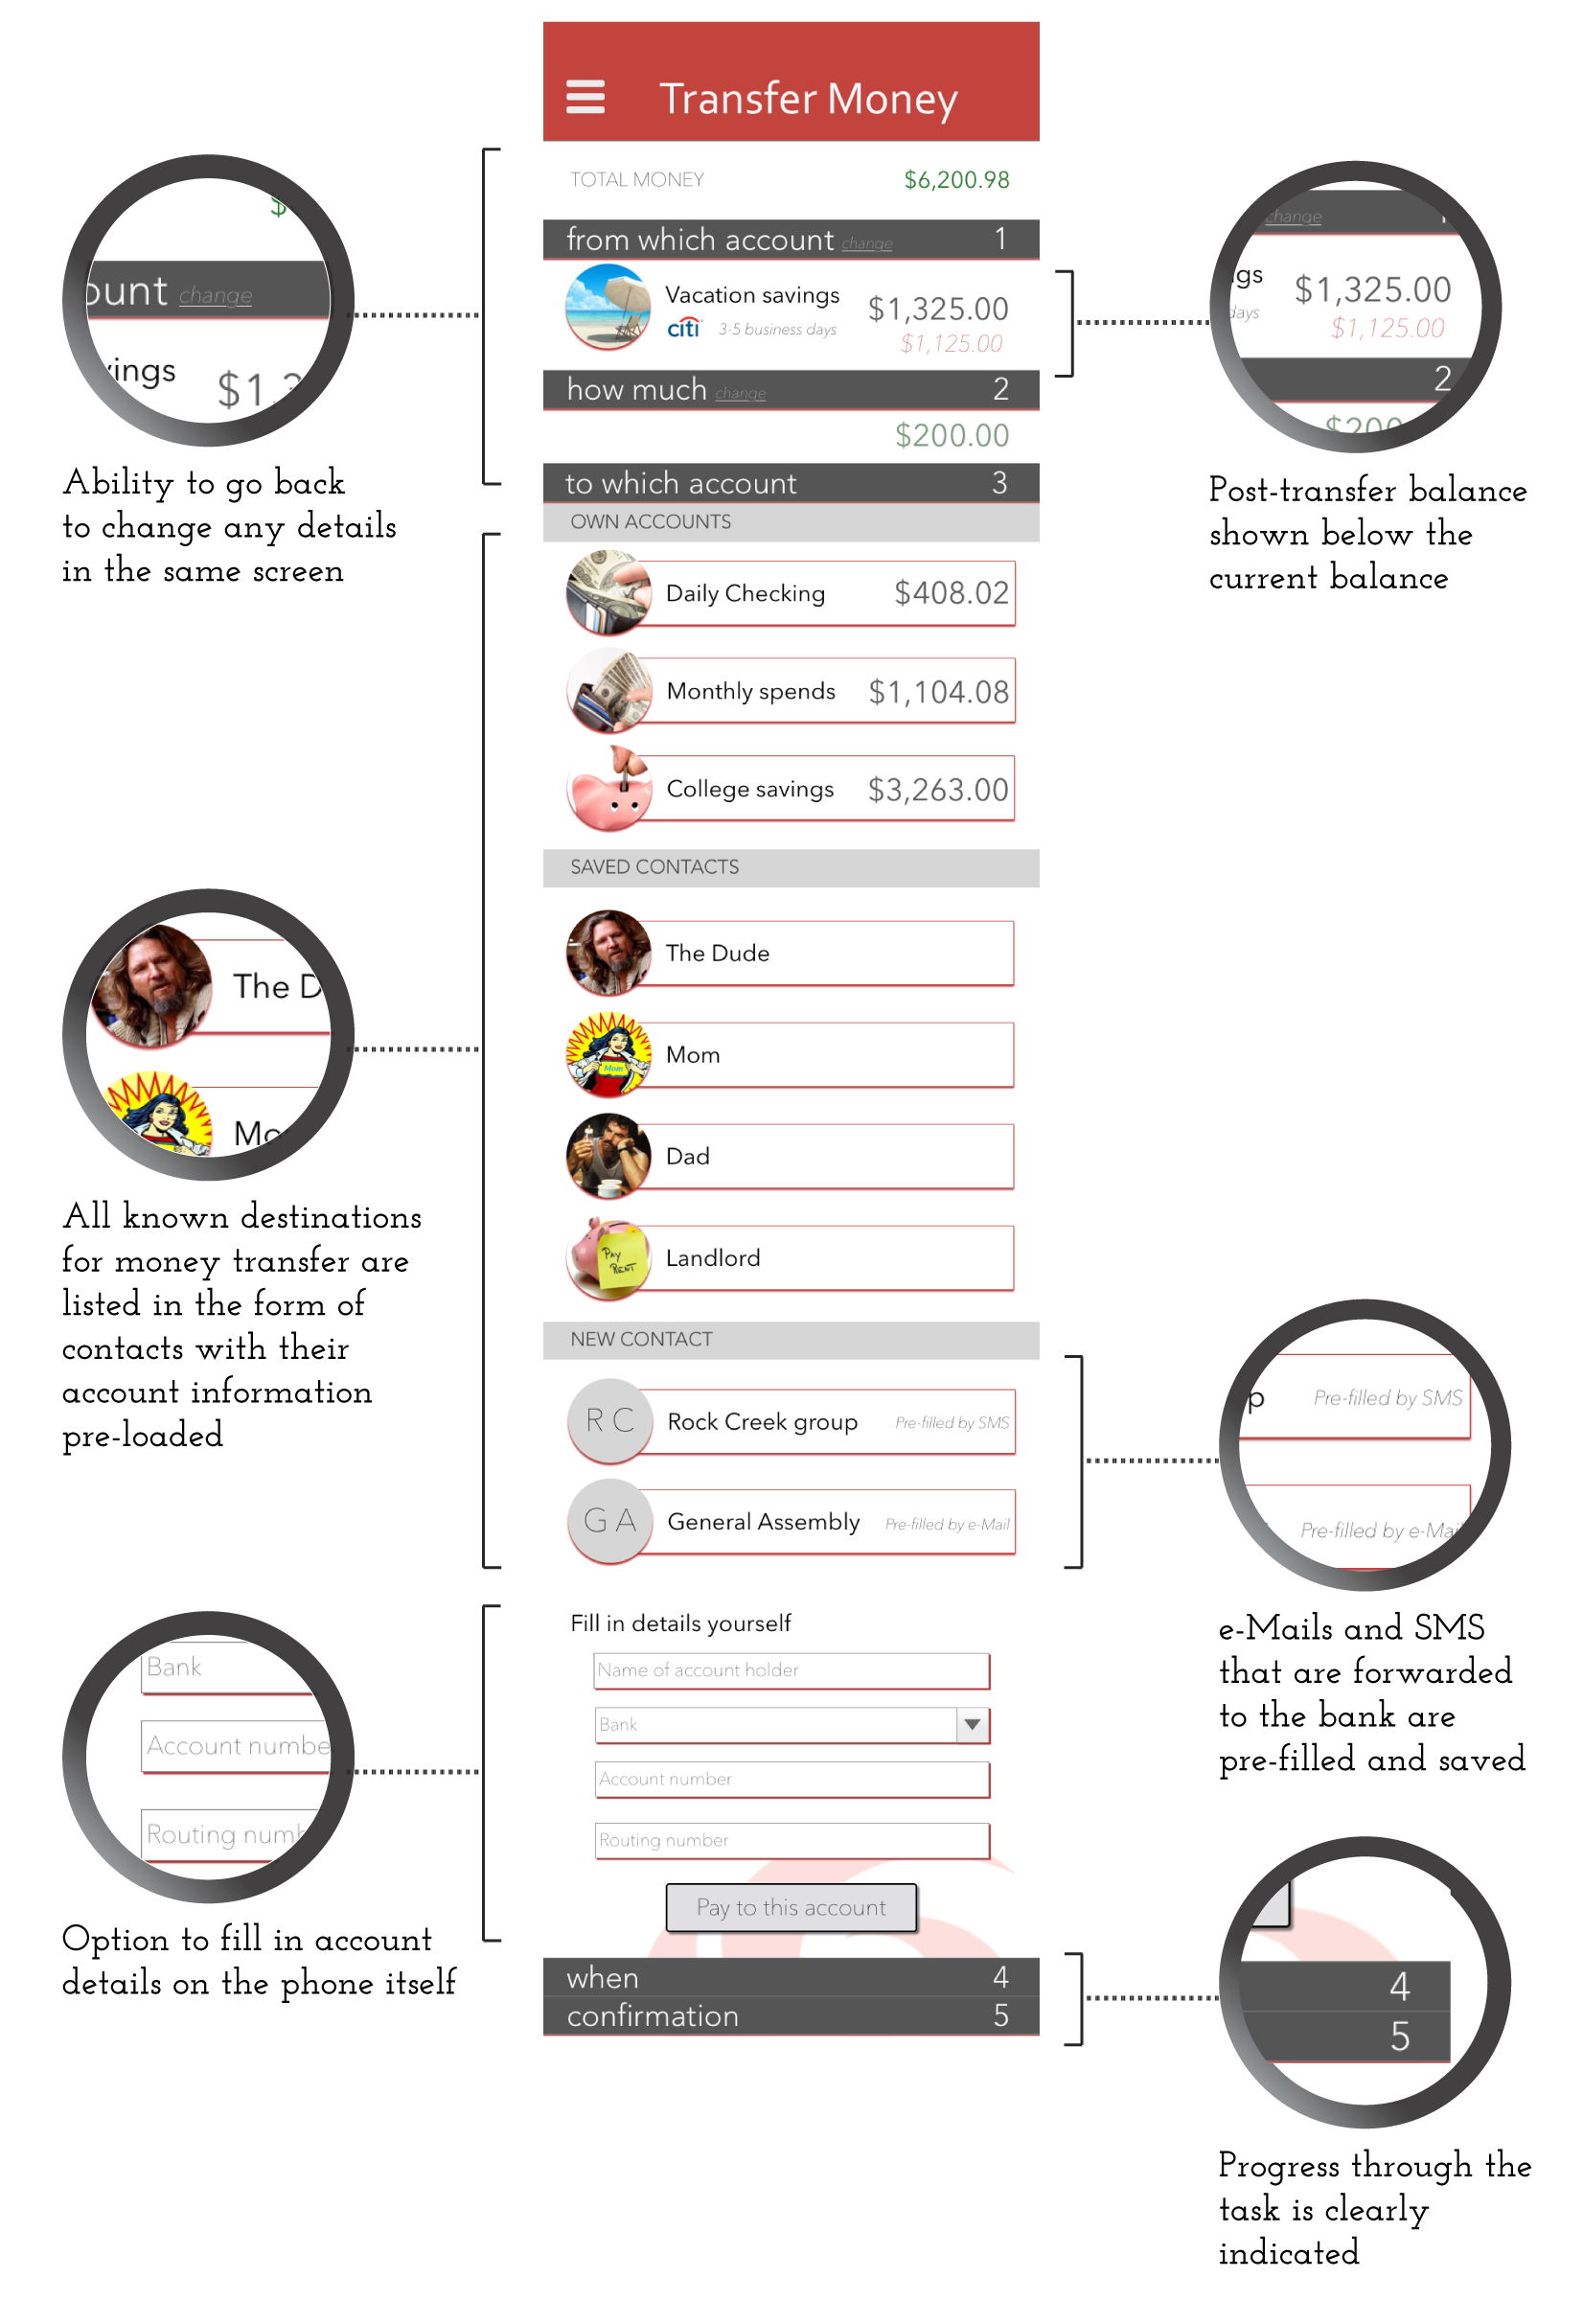 Transfer Money
TOTAL MONEY $6,200.98
from which account change 1
Vacation savings $1,325.00
citi 3-5 business days $1,125.00
how much change 2
$200.00
to which account 3
OWN ACCOUNTS
Daily Checking $408.02
Monthly spends $1,104.08
College savings $3,263.00
SAVED CONTACTS
The Dude
Mom
Mom
Dad
PAY
RENT
Landlord
NEW CONTACT
R C Rock Creek group Pre-filled by SMS
G A General Assembly Pre-filled by e-Mail
Fill in details yourself
Name of account holder
Bank
Account number
Routing number
Pay to this account
when 4
confirmation 5
$
ount change
vings $1,3
Ability to go back
to change any details
in the same screen
The D
Mo
All known destinations
for money transfer are
listed in the form of
contacts with their
account information
pre-loaded
Bank
Account numbe
Routing numb
Option to fill in account
details on the phone itself
change 1
gs $1,325.00
days $1,125.00
2
$200
Post-transfer balance
shown below the
current balance
p Pre-filled by SMS
Pre-filled by e-Mai
e-Mails and SMS
that are forwarded
to the bank are
pre-filled and saved
4
5
Progress through the
task is clearly
indicated